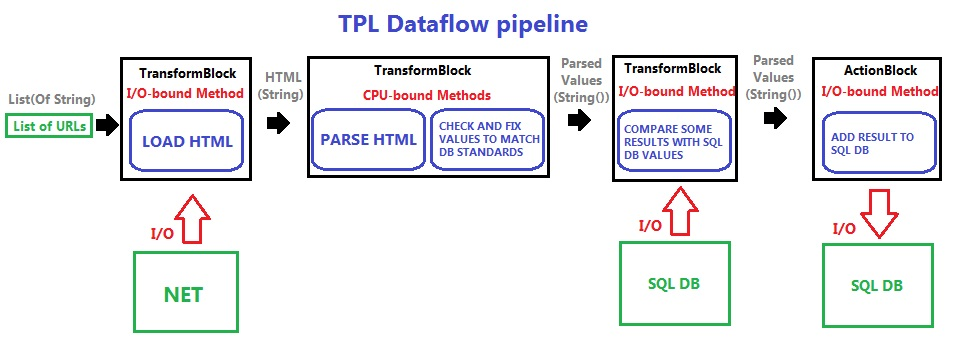 TPL Dataflow pipeline
List(Of String)
List of URLs
TransformBlock
I/O-bound Method
LOAD HTML
I/O
NET
HTML
(String)
TransformBlock
CPU-bound Methods
PARSE HTML
CHECK AND FIX
VALUES TO MATCH
DB STANDARDS
Parsed
Values
(String())
TransformBlock
I/O-bound Method
COMPARE SOME
RESULTS WITH SQL
DB VALUES
I/O
SQL DB
Parsed
Values
(String())
ActionBlock
I/O-bound Method
ADD RESULT TO
SQL DB
I/O
SQL DB